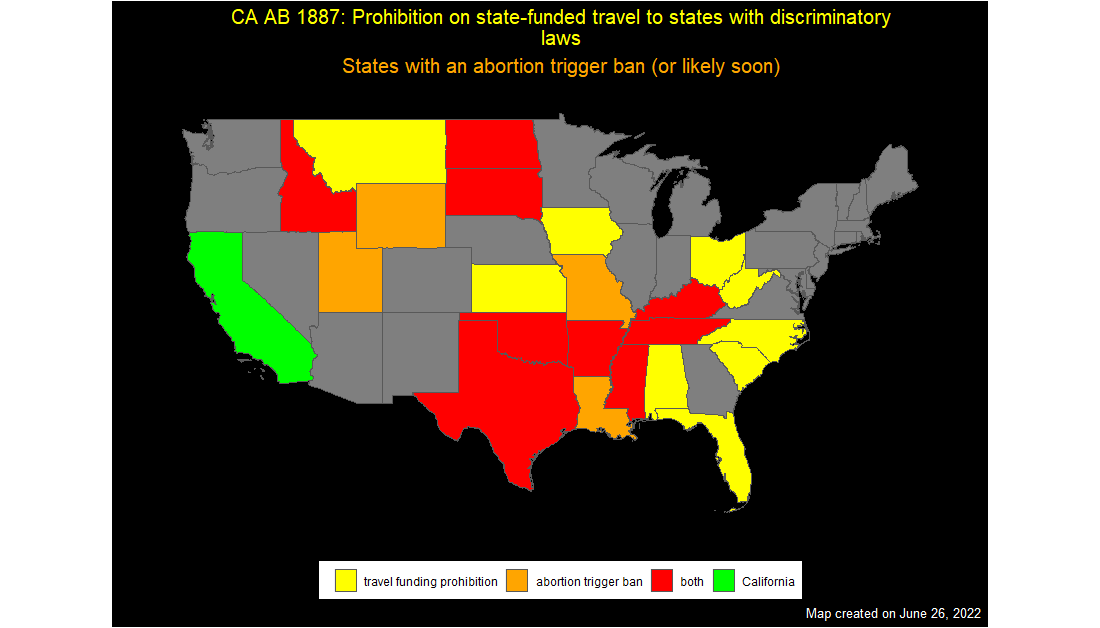 CA AB 1887: Prohibition on state-funded travel to states with discriminatory
laws
States with an abortion trigger ban (or likely soon)
travel funding prohibition abortion trigger ban both California
Map created on June 26, 2022